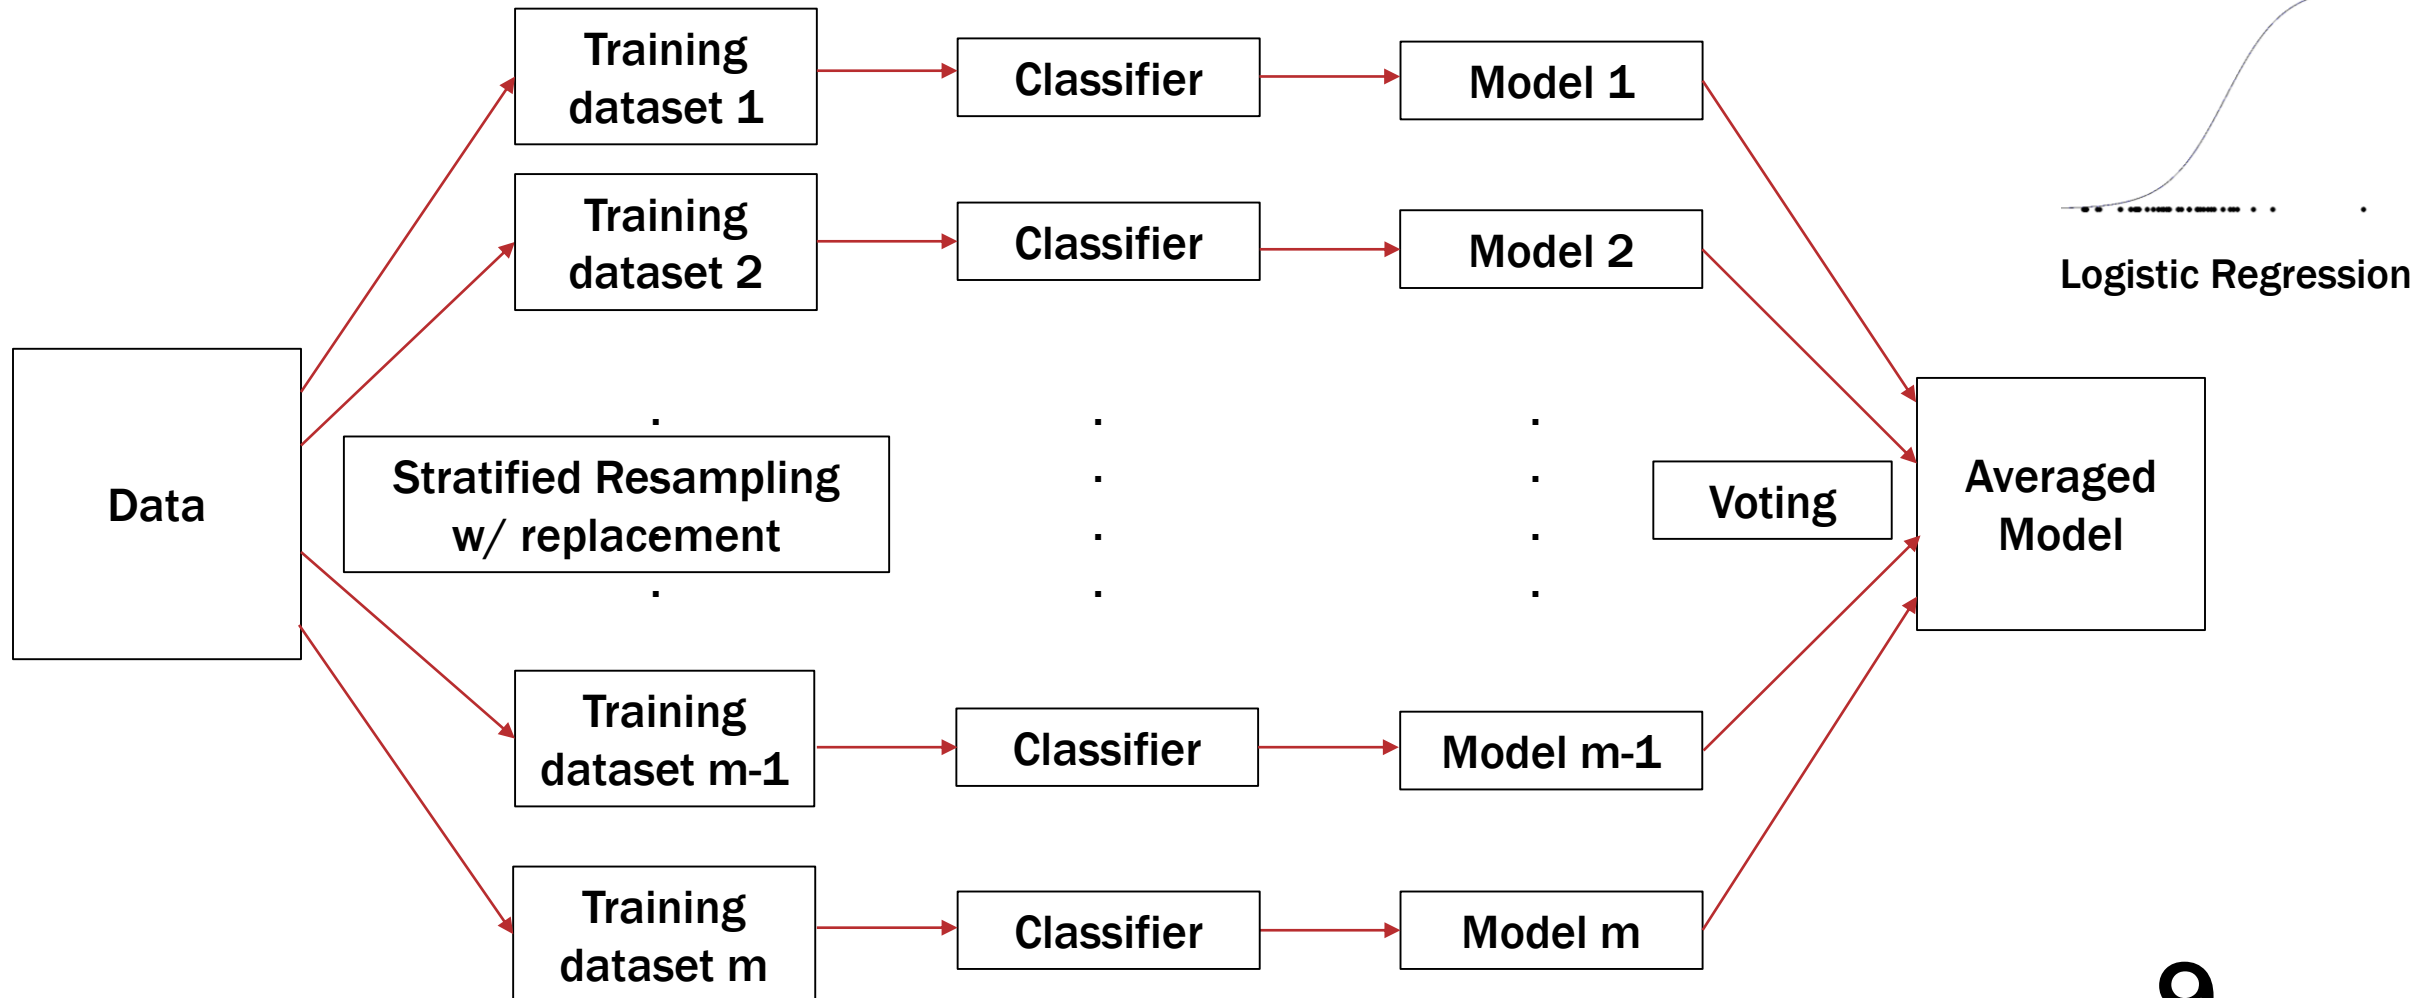 Training
dataset 1
Classifier
Model 1
Training
dataset 2
Classifier
Model 2
Logistic Regression
Data
Stratified Resampling
w/ replacement
Voting
Averaged
Model
Training
dataset m-1
Classifier
Model m-1
Training
dataset m
Classifier
Model m
9